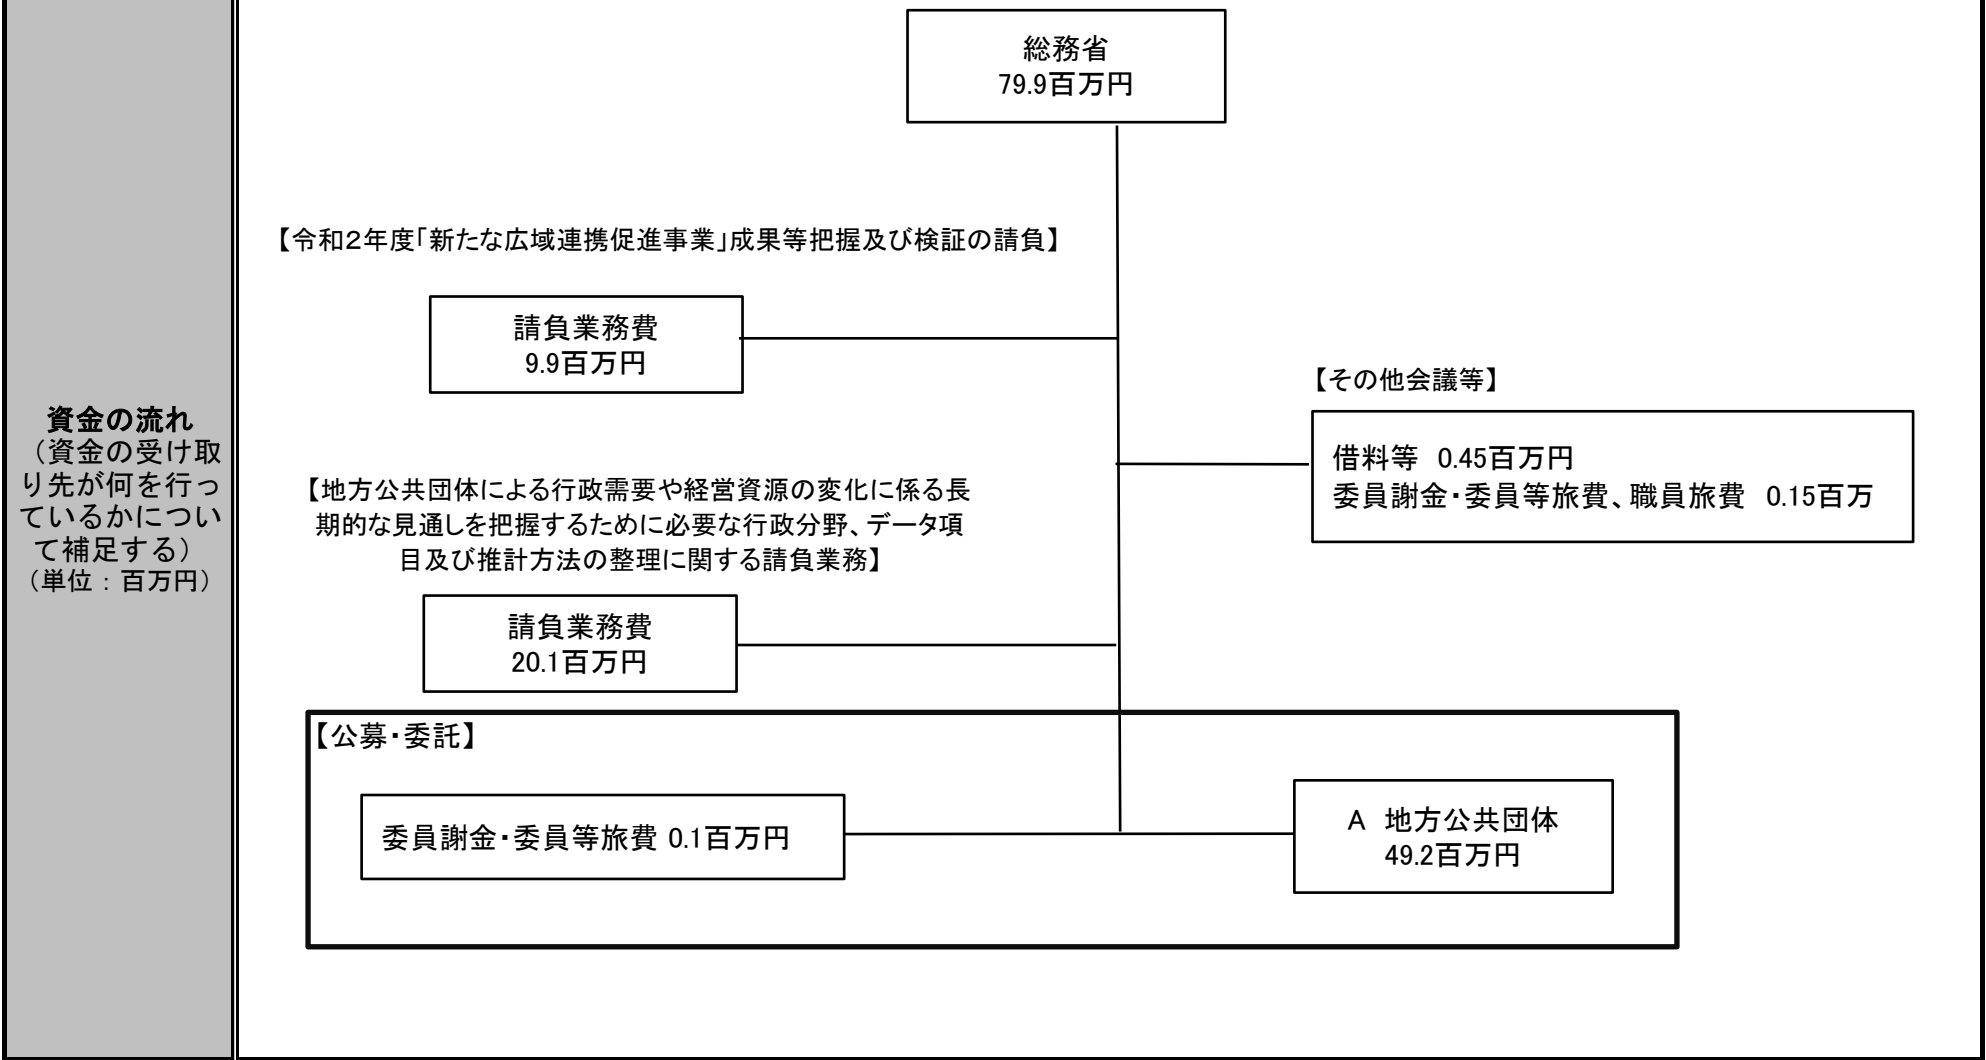 資金の流れ
（資金の受け取
り先が何を行っ
ているかについ
て補足する）
（単位：百万円）
総務省
79.9百万円
【令和２年度「新たな広域連携促進事業」成果等把握及び検証の請負】
請負業務費
9.9百万円
【その他会議等】
借料等　0.45百万円
委員謝金・委員等旅費、職員旅費　0.15百万
【地方公共団体による行政需要や経営資源の変化に係る長
期的な見通しを把握するために必要な行政分野、データ項
目及び推計方法の整理に関する請負業務】
請負業務費
20.1百万円
【公募・委託】
委員謝金・委員等旅費 0.1百万円
A　地方公共団体
49.2百万円